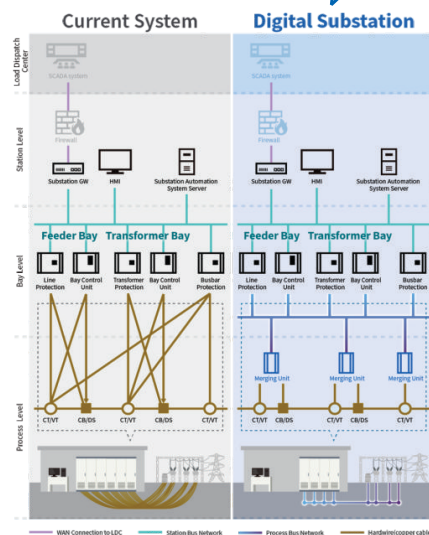 Current System
Digital Substation
Load Dispatch
Center
SCADA system
SCADA system
Station Level
Firewall
Firewall
Substation GW
HMI
Substation Automation
System Server
Substation GW
HMI
Substation Automation
System Server
Bay Level
Feeder Bay
Transformer Bay
Feeder Bay
Transformer Bay
Line
Protection
Bay Control
Unit
Transformer
Protection
Bay Control
Unit
Busbar
Protection
Line
Protection
Bay Control
Unit
Transformer
Protection
Bay Control
Unit
Busbar
Protection
Process Level
Merging Unit
Merging Unit
Merging Unit
CT/VT
CB/DS
CT/VT
CB/DS
CT/VT
CT/VT
CB/DS
CT/VT
CB/DS
CT/VT
WAN Connection to LDC
Station Bus Network
Process Bus Network
Hardwire(copper cable